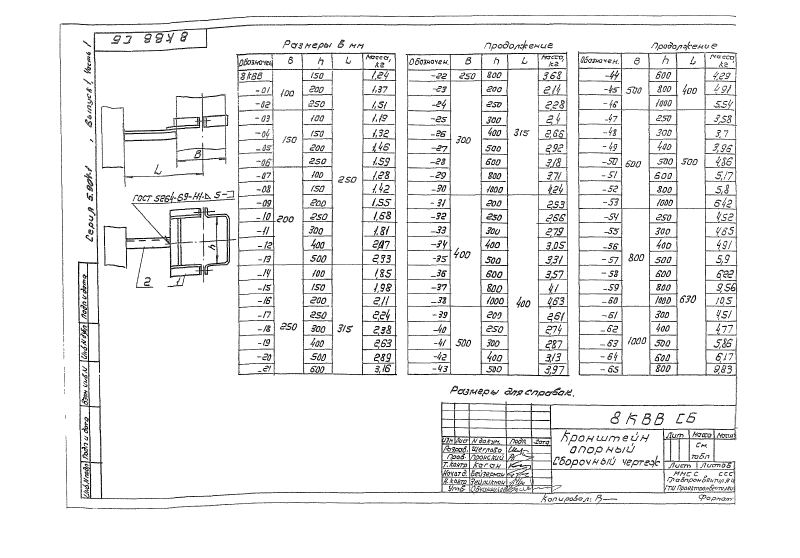 8КВВ СБ
Серия 5.904-1, Выпуск 1, Часть 1
Размеры в мм
Обозначен. B h L Масса, кг
8КВВ 100 150 250 1,24
-01 200 1,37
-02 250 1,51
-03 150 100 1,19
-04 150 1,32
-05 200 1,46
-06 250 1,59
-07 200 100 1,28
-08 150 1,42
-09 200 1,55
-10 250 1,68
-11 300 1,81
-12 400
-13 500
-14 250 100 315 1,85
-15 150 1,98
-16 200 2,11
-17 250 2,24
-18 300 2,38
-19 400 2,63
-20 500 2,89
-21 600 3,16
Продолжение
Обозначен. B h L Масса, кг
-22 250 800 315 3,68
-23 300 200 2,14
-24 250 2,28
-25 300 2,4
-26 400 2,66
-27 500 2,92
-28 600 3,18
-29 800 3,71
-30 1000 4,24
-31 400 200 400 2,53
-32 250 2,66
-33 300 2,79
-34 400 3,05
-35 500 3,31
-36 600 3,57
-37 800 4,1
-38 1000 4,63
-39 500 200 2,61
-40 250 2,74
-41 300 2,87
-42 400 3,13
-43 500 3,97
Продолжение
Обозначен. B h L Масса, кг
-44 500 600 400 4,29
-45 800 4,91
-46 1000 5,54
-47 600 250 500 3,58
-48 300 3,7
-49 400 3,96
-50 500 4,86
-51 600 5,17
-52 800 5,8
-53 1000 6,42
-54 800 250 630 4,52
-55 300 4,65
-56 400 4,91
-57 500 5,9
-58 600 6,22
-59 800 9,56
-60 1000 10,5
-61 1000 300 4,51
-62 400 4,77
-63 500 5,86
-64 600 6,17
-65 800 9,83
L
B
ГОСТ 5264-69-Н1-⊿ 5-
h
2
1
Размеры для справок.
8КВВ СБ
Кронштейн
опорный
Сборочный чертеж
Лит Масса
см.
табл
Лист Листов
Изм Лист N докум. Подп. Дата
Разраб. Щеглова
Пров. Пронский
Т.контр Каган
Начотд. Бейзерман
Н.контр
Утв.
ММСС СССР
ГПИ Проектпромвентиляция
Копировал:
Формат
Инв.N подл. Подп и дата Взам инв.N Инв.N дубл. Подп и дата